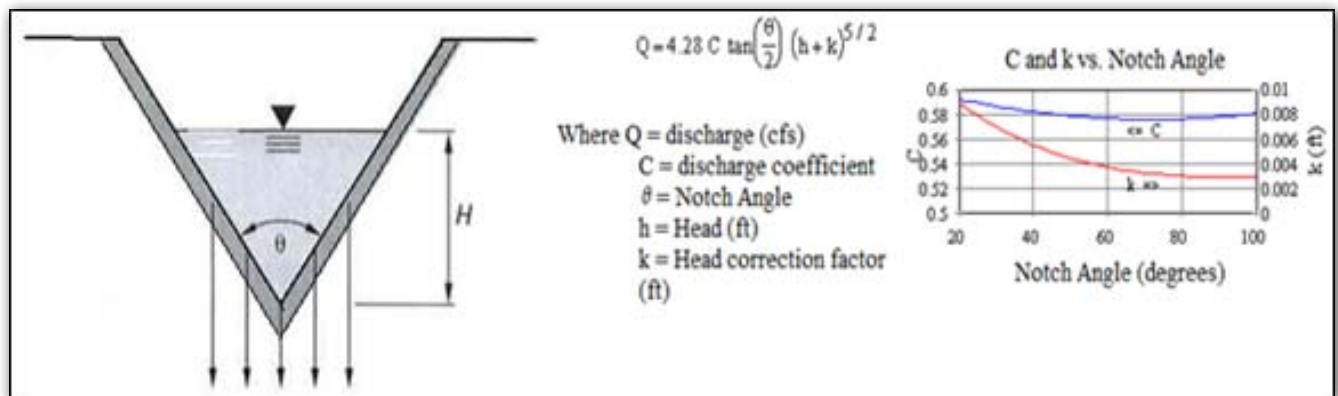 θ
H
Q=4.28 C tan(θ/2) (h+k)^5/2
Where Q = discharge (cfs)
C = discharge coefficient
θ = Notch Angle
h = Head (ft)
k = Head correction factor
(ft)
C and k vs. Notch Angle
0.6
0.58
0.56
0.54
0.52
0.5
C
<= C
k =>
0.01
0.008
0.006
0.004
0.002
0
k (ft)
20 40 60 80 100
Notch Angle (degrees)